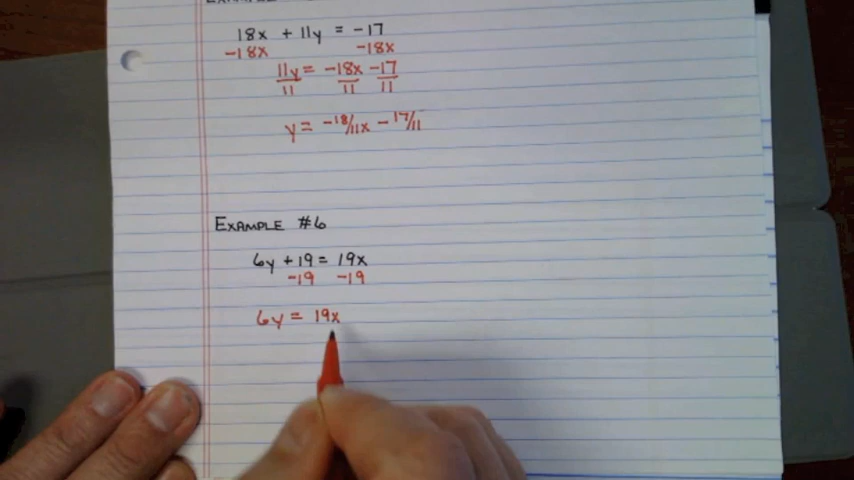 18x + 11y = -17
-18x -18x
11y = -18x -17
11 11 11
y = -18/11x - 17/11
EXAMPLE #6
6y + 19 = 19x
-19 -19
6y = 19x